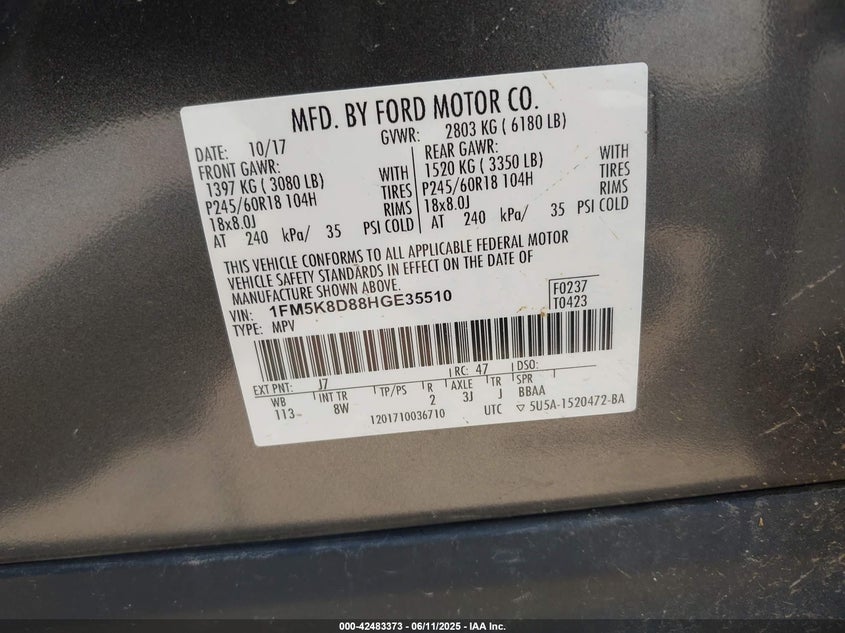 MFD. BY FORD MOTOR CO.
DATE: 10/17 GVWR: 2803 KG ( 6180 LB)
FRONT GAWR: REAR GAWR:
1397 KG ( 3080 LB) WITH 1520 KG ( 3350 LB) WITH
P245/60R18 104H TIRES P245/60R18 104H TIRES
18x8.0J RIMS 18x8.0J RIMS
AT 240 kPa/ 35 PSI COLD AT 240 kPa/ 35 PSI COLD
THIS VEHICLE CONFORMS TO ALL APPLICABLE FEDERAL MOTOR
VEHICLE SAFETY STANDARDS IN EFFECT ON THE DATE OF
MANUFACTURE SHOWN ABOVE.
VIN: 1FM5K8D88HGE35510 F0237
TYPE: MPV T0423
EXT PNT: J7 RC: 47 DSO:
WB INT TR TP/PS R AXLE TR SPR
113 8W 2 3J J BBAA
1201710036710 UTC ▽ 5U5A-1520472-BA
000-42483373 - 06/11/2025 - IAA Inc.